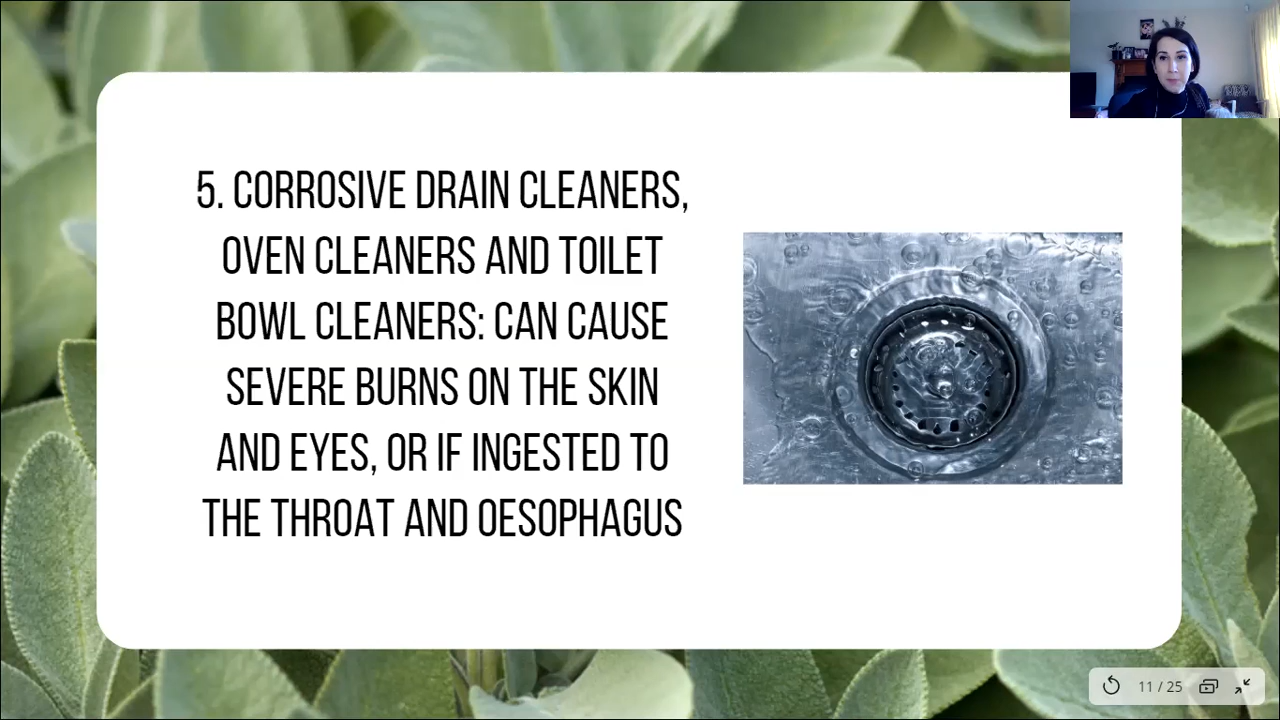 5. CORROSIVE DRAIN CLEANERS,
OVEN CLEANERS AND TOILET
BOWL CLEANERS: CAN CAUSE
SEVERE BURNS ON THE SKIN
AND EYES, OR IF INGESTED TO
THE THROAT AND OESOPHAGUS
11 / 25